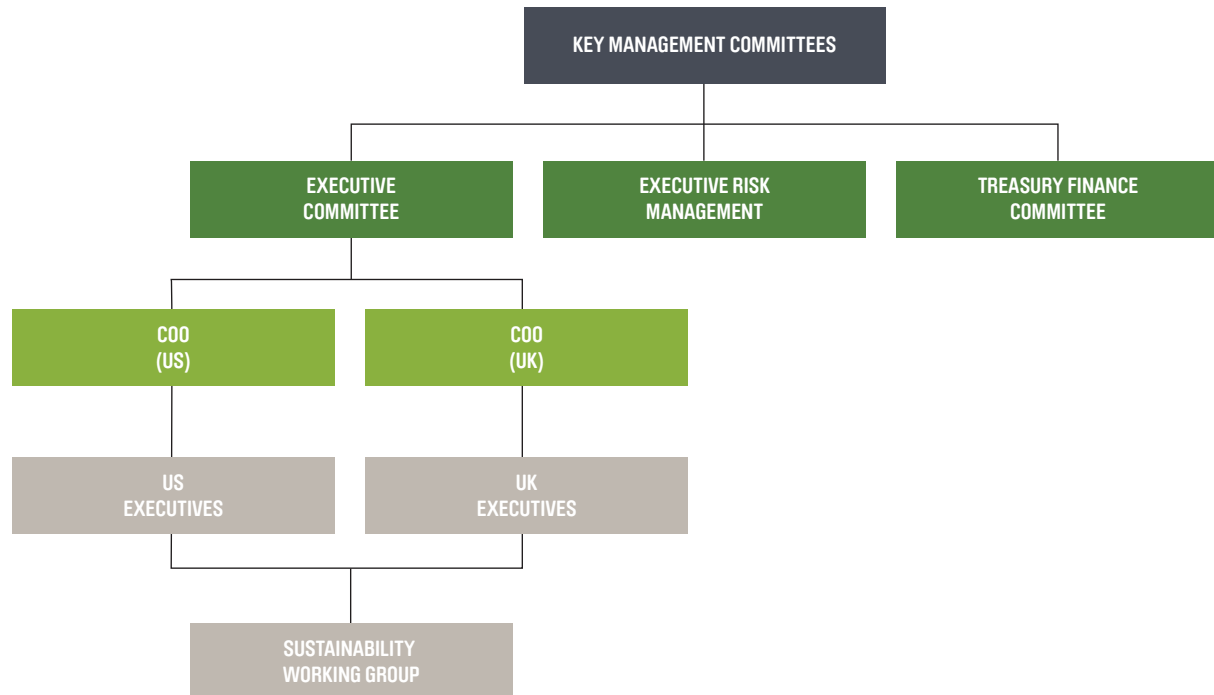 KEY MANAGEMENT COMMITTEES
EXECUTIVE
COMMITTEE
EXECUTIVE RISK
MANAGEMENT
TREASURY FINANCE
COMMITTEE
COO
(US)
COO
(UK)
US
EXECUTIVES
UK
EXECUTIVES
SUSTAINABILITY
WORKING GROUP